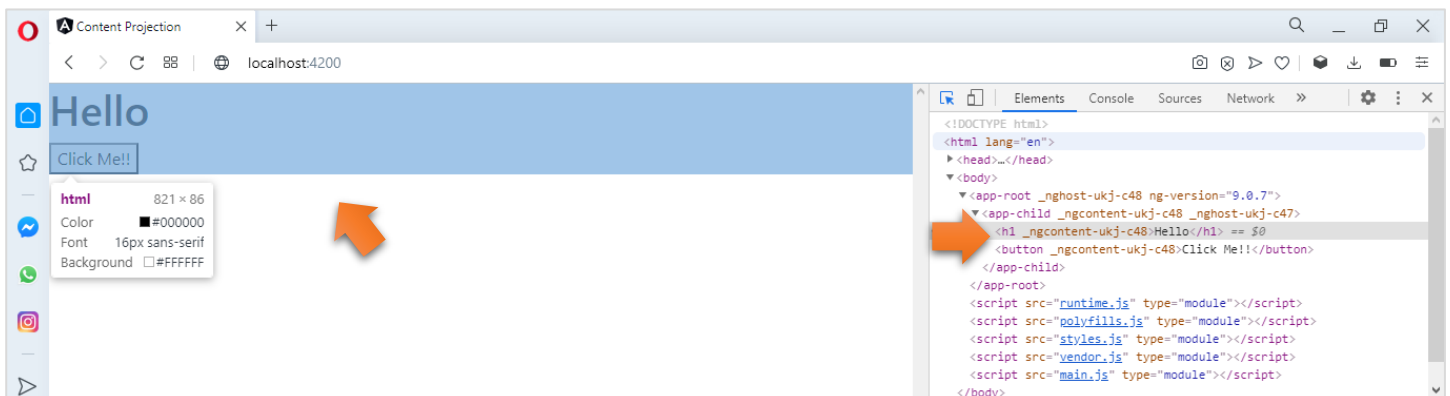 Content Projection
localhost:4200
Hello
Click Me!!
html 821 × 86
Color #000000
Font 16px sans-serif
Background #FFFFFF
Elements Console Sources Network »
<!DOCTYPE html>
<html lang="en">
<head>…</head>
<body>
<app-root _nghost-ukj-c48 ng-version="9.0.7">
<app-child _ngcontent-ukj-c48 _nghost-ukj-c47>
<h1 _ngcontent-ukj-c48>Hello</h1> == $0
<button _ngcontent-ukj-c48>Click Me!!</button>
</app-child>
</app-root>
<script src="runtime.js" type="module"></script>
<script src="polyfills.js" type="module"></script>
<script src="styles.js" type="module"></script>
<script src="vendor.js" type="module"></script>
<script src="main.js" type="module"></script>
</body>